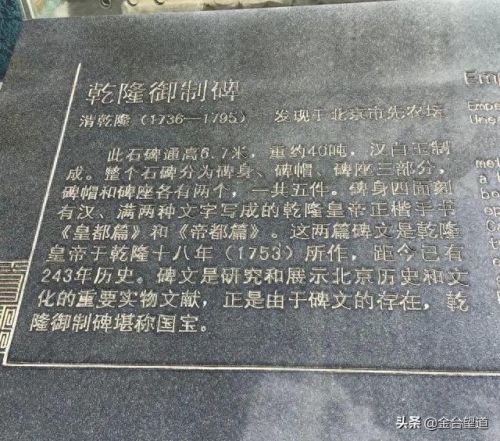 乾隆御制碑
清乾隆（1736—1795） 发现于北京市先农坛
此石碑通高6.7米，重约40吨，汉白玉制
成。整个石碑分为碑身、碑帽、碑座三部分，
碑帽和碑座各有两个，一共五件。碑身四面刻
有汉、满两种文字写成的乾隆皇帝正楷手书
《皇都篇》和《帝都篇》。这两篇碑文是乾隆
皇帝于乾隆十八年（1753）所作，距今已有
243年历史。碑文是研究和展示北京历史和文
化的重要实物文献，正是由于碑文的存在，乾
隆御制碑堪称国宝。
头条 @金台望道